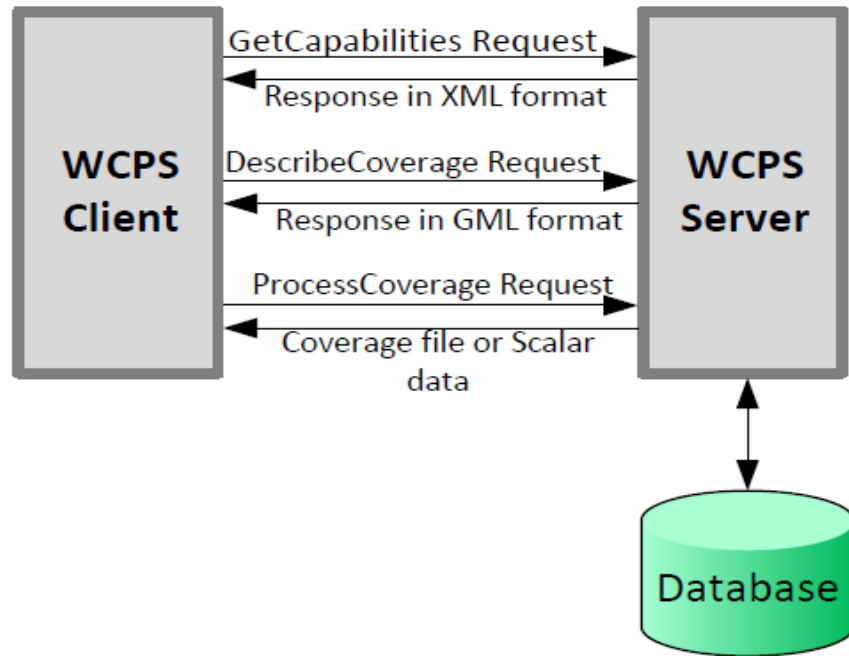 GetCapabilities Request
Response in XML format
WCPS
Client
DescribeCoverage Request
WCPS
Server
Response in GML format
ProcessCoverage Request
Coverage file or Scalar
data
Database